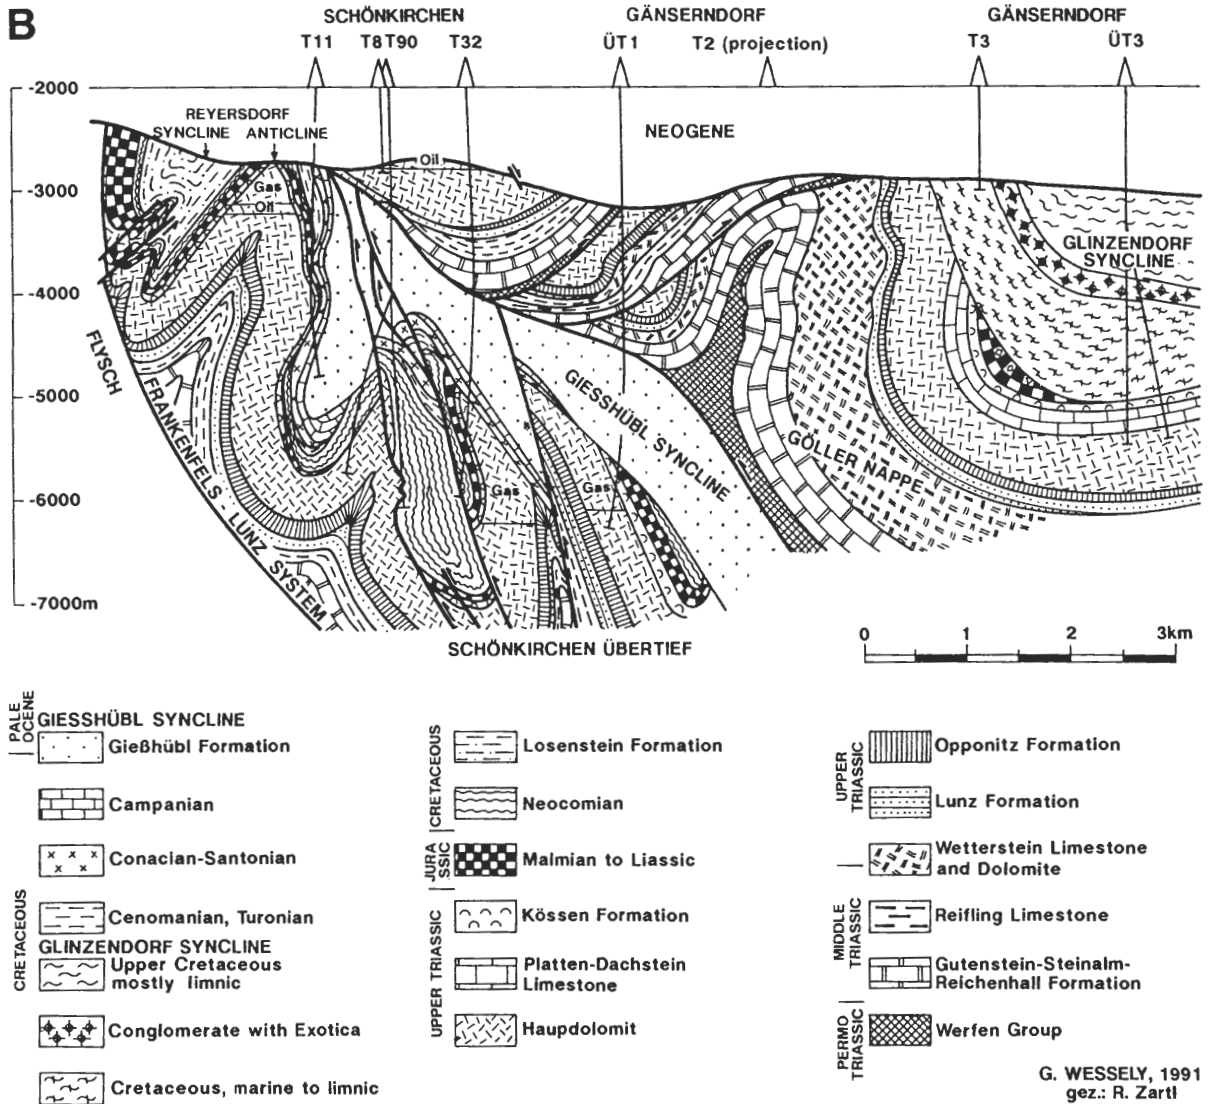 B
SCHÖNKIRCHEN GÄNSERNDORF GÄNSERNDORF
T11 T8 T90 T32 ÜT1 T2 (projection) T3 ÜT3
-2000
REYERSDORF
SYNCLINE ANTICLINE
NEOGENE
Oil
-3000
Gas
Oil
GLINZENDORF
SYNCLINE
-4000
FLYSCH
FRANKENFELS - LUNZ SYSTEM
GIESSHÜBL SYNCLINE
GÖLLER NAPPE
-5000
-6000
Gas
Gas
-7000m
SCHÖNKIRCHEN ÜBERTIEF
0 1 2 3km
PALE
OCENE
GIESSHÜBL SYNCLINE
Gießhübl Formation
Campanian
Conacian-Santonian
Cenomanian, Turonian
CRETACEOUS
GLINZENDORF SYNCLINE
Upper Cretaceous
mostly limnic
Conglomerate with Exotica
Cretaceous, marine to limnic
CRETACEOUS
Losenstein Formation
Neocomian
JURA
SSIC
Malmian to Liassic
UPPER TRIASSIC
Kössen Formation
Platten-Dachstein
Limestone
Haupdolomit
UPPER
TRIASSIC
Opponitz Formation
Lunz Formation
Wetterstein Limestone
and Dolomite
MIDDLE
TRIASSIC
Reifling Limestone
Gutenstein-Steinalm-
Reichenhall Formation
PERMO
TRIASSIC
Werfen Group
G. WESSELY, 1991
gez.: R. Zartl